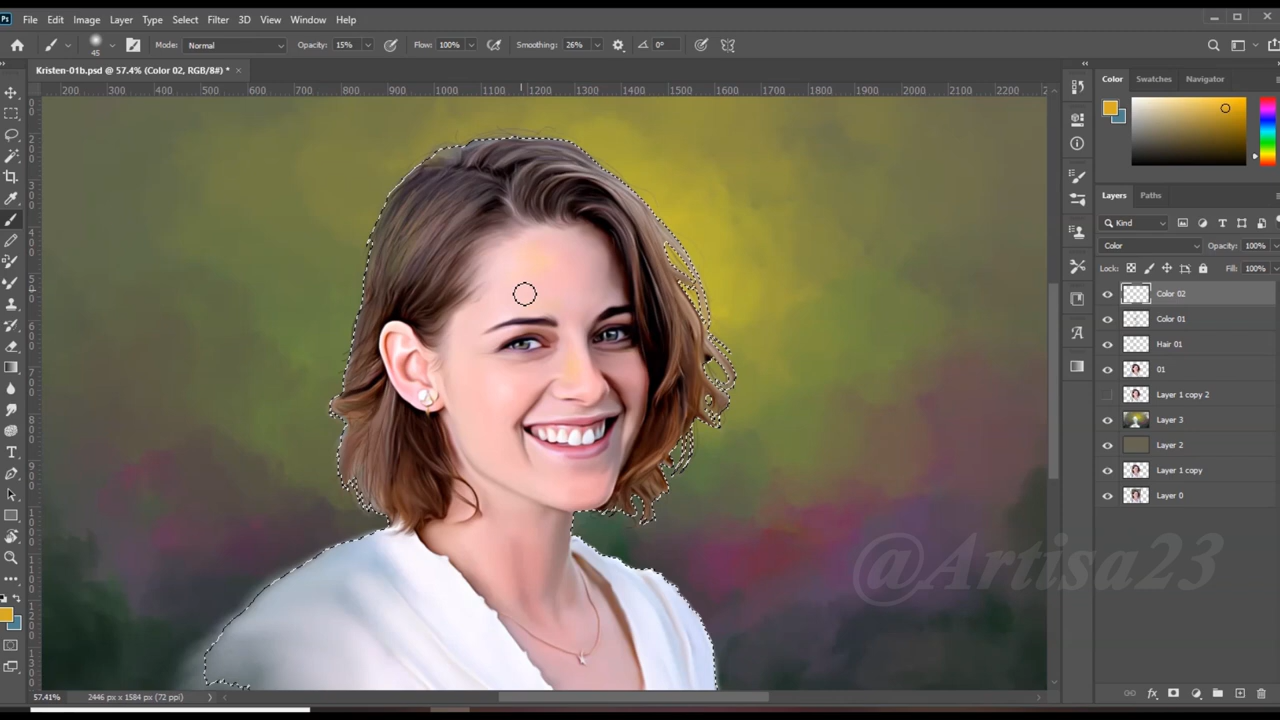 Ps File Edit Image Layer Type Select Filter 3D View Window Help
45 Mode: Normal Opacity: 15% Flow: 100% Smoothing: 26% 0°
Kristen-01b.psd @ 57.4% (Color 02, RGB/8#) * ×
200 300 400 500 600 700 800 900 1000 1100 1200 1300 1400 1500 1600 1700 1800 1900 2000 2100 2200
Color Swatches Navigator
Layers Paths
Kind
Color Opacity: 100%
Lock: Fill: 100%
Color 02
Color 01
Hair 01
01
Layer 1 copy 2
Layer 3
Layer 2
Layer 1 copy
Layer 0
@Artisa23
57.41% 2446 px x 1584 px (72 ppi)